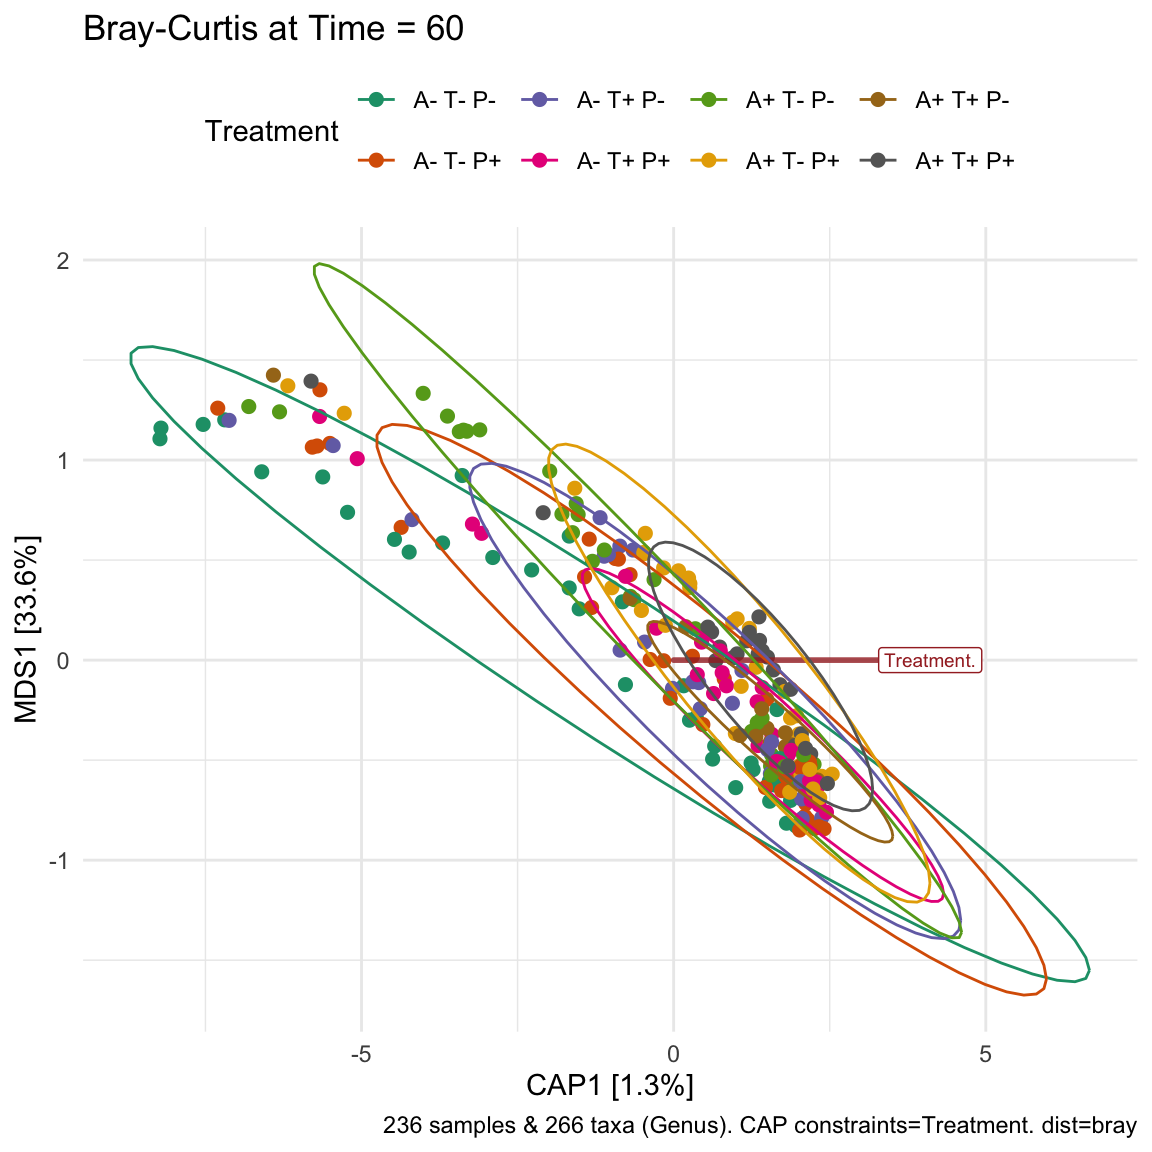 Bray-Curtis at Time = 60
Treatment
A- T- P-
A- T+ P-
A+ T- P-
A+ T+ P-
A- T- P+
A- T+ P+
A+ T- P+
A+ T+ P+
MDS1 [33.6%]
2
1
0
-1
Treatment.
-5
0
5
CAP1 [1.3%]
236 samples & 266 taxa (Genus). CAP constraints=Treatment. dist=bray